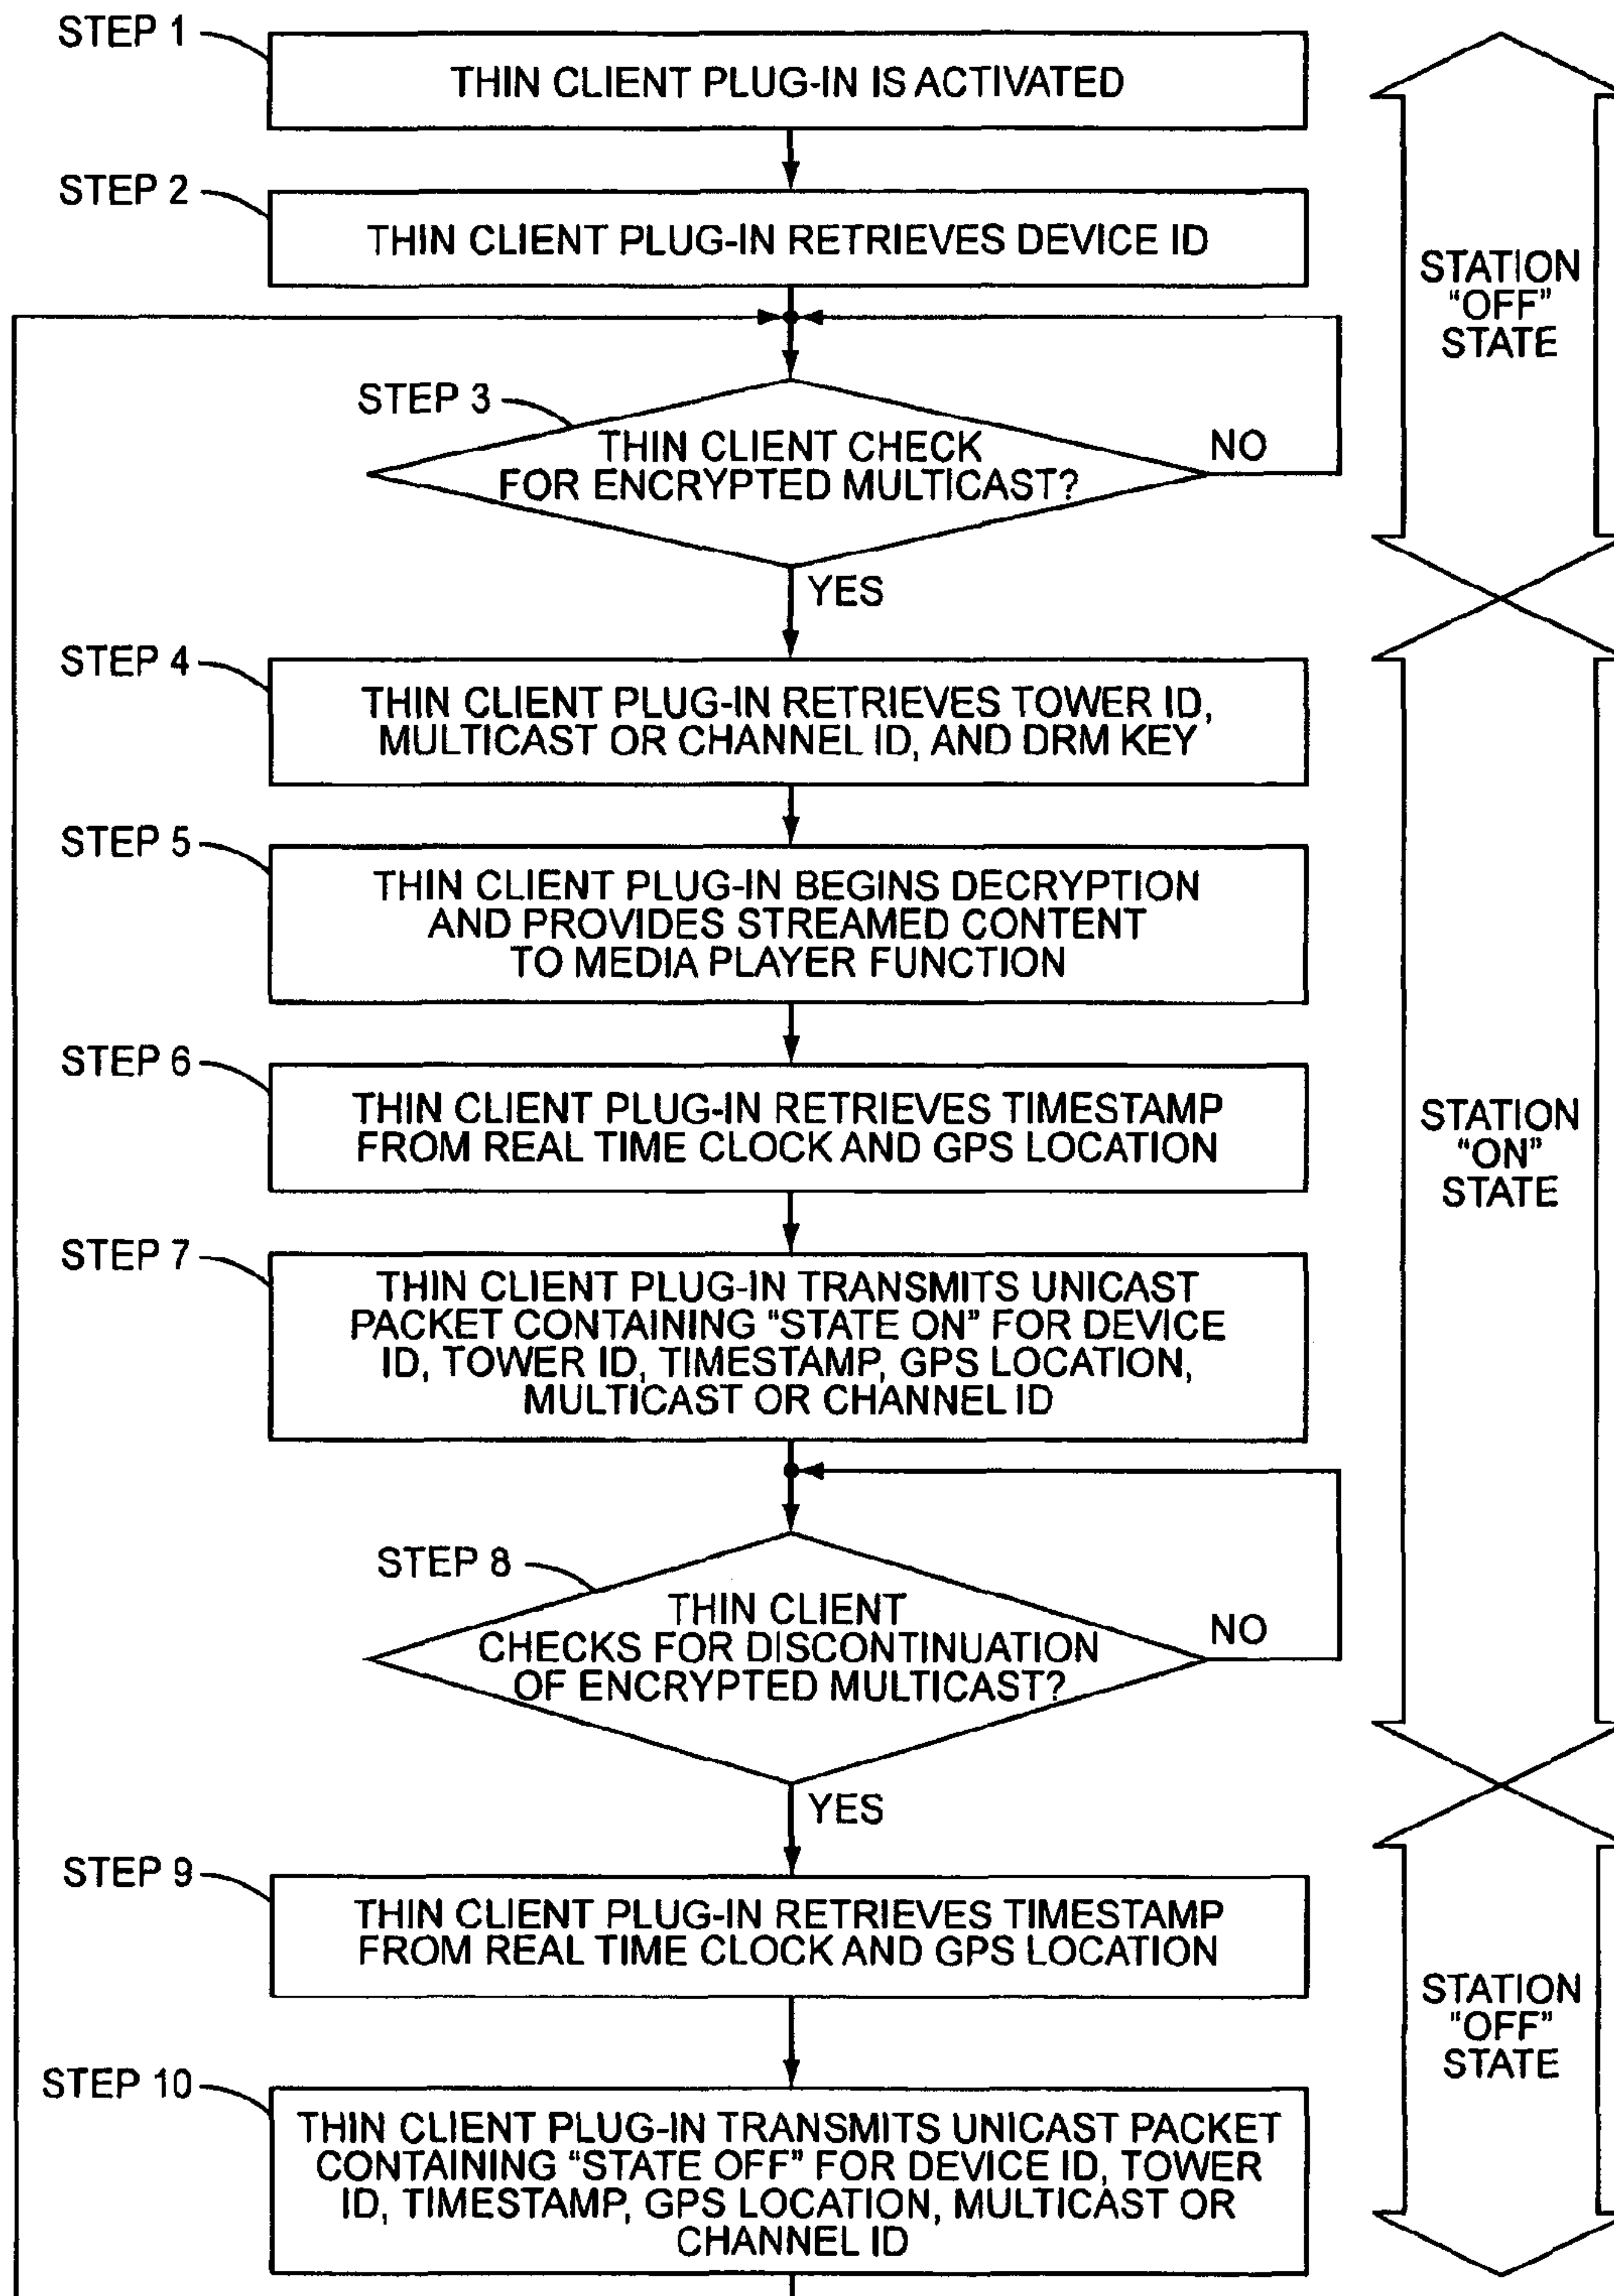 STEP 1
THIN CLIENT PLUG-IN IS ACTIVATED
STEP 2
THIN CLIENT PLUG-IN RETRIEVES DEVICE ID
STATION
"OFF"
STATE
STEP 3
THIN CLIENT CHECK
FOR ENCRYPTED MULTICAST?
NO
YES
STEP 4
THIN CLIENT PLUG-IN RETRIEVES TOWER ID,
MULTICAST OR CHANNEL ID, AND DRM KEY
STEP 5
THIN CLIENT PLUG-IN BEGINS DECRYPTION
AND PROVIDES STREAMED CONTENT
TO MEDIA PLAYER FUNCTION
STEP 6
THIN CLIENT PLUG-IN RETRIEVES TIMESTAMP
FROM REAL TIME CLOCK AND GPS LOCATION
STATION
"ON"
STATE
STEP 7
THIN CLIENT PLUG-IN TRANSMITS UNICAST
PACKET CONTAINING "STATE ON" FOR DEVICE
ID, TOWER ID, TIMESTAMP, GPS LOCATION,
MULTICAST OR CHANNEL ID
STEP 8
THIN CLIENT
CHECKS FOR DISCONTINUATION
OF ENCRYPTED MULTICAST?
NO
YES
STEP 9
THIN CLIENT PLUG-IN RETRIEVES TIMESTAMP
FROM REAL TIME CLOCK AND GPS LOCATION
STATION
"OFF"
STATE
STEP 10
THIN CLIENT PLUG-IN TRANSMITS UNICAST PACKET
CONTAINING "STATE OFF" FOR DEVICE ID, TOWER
ID, TIMESTAMP, GPS LOCATION, MULTICAST OR
CHANNEL ID